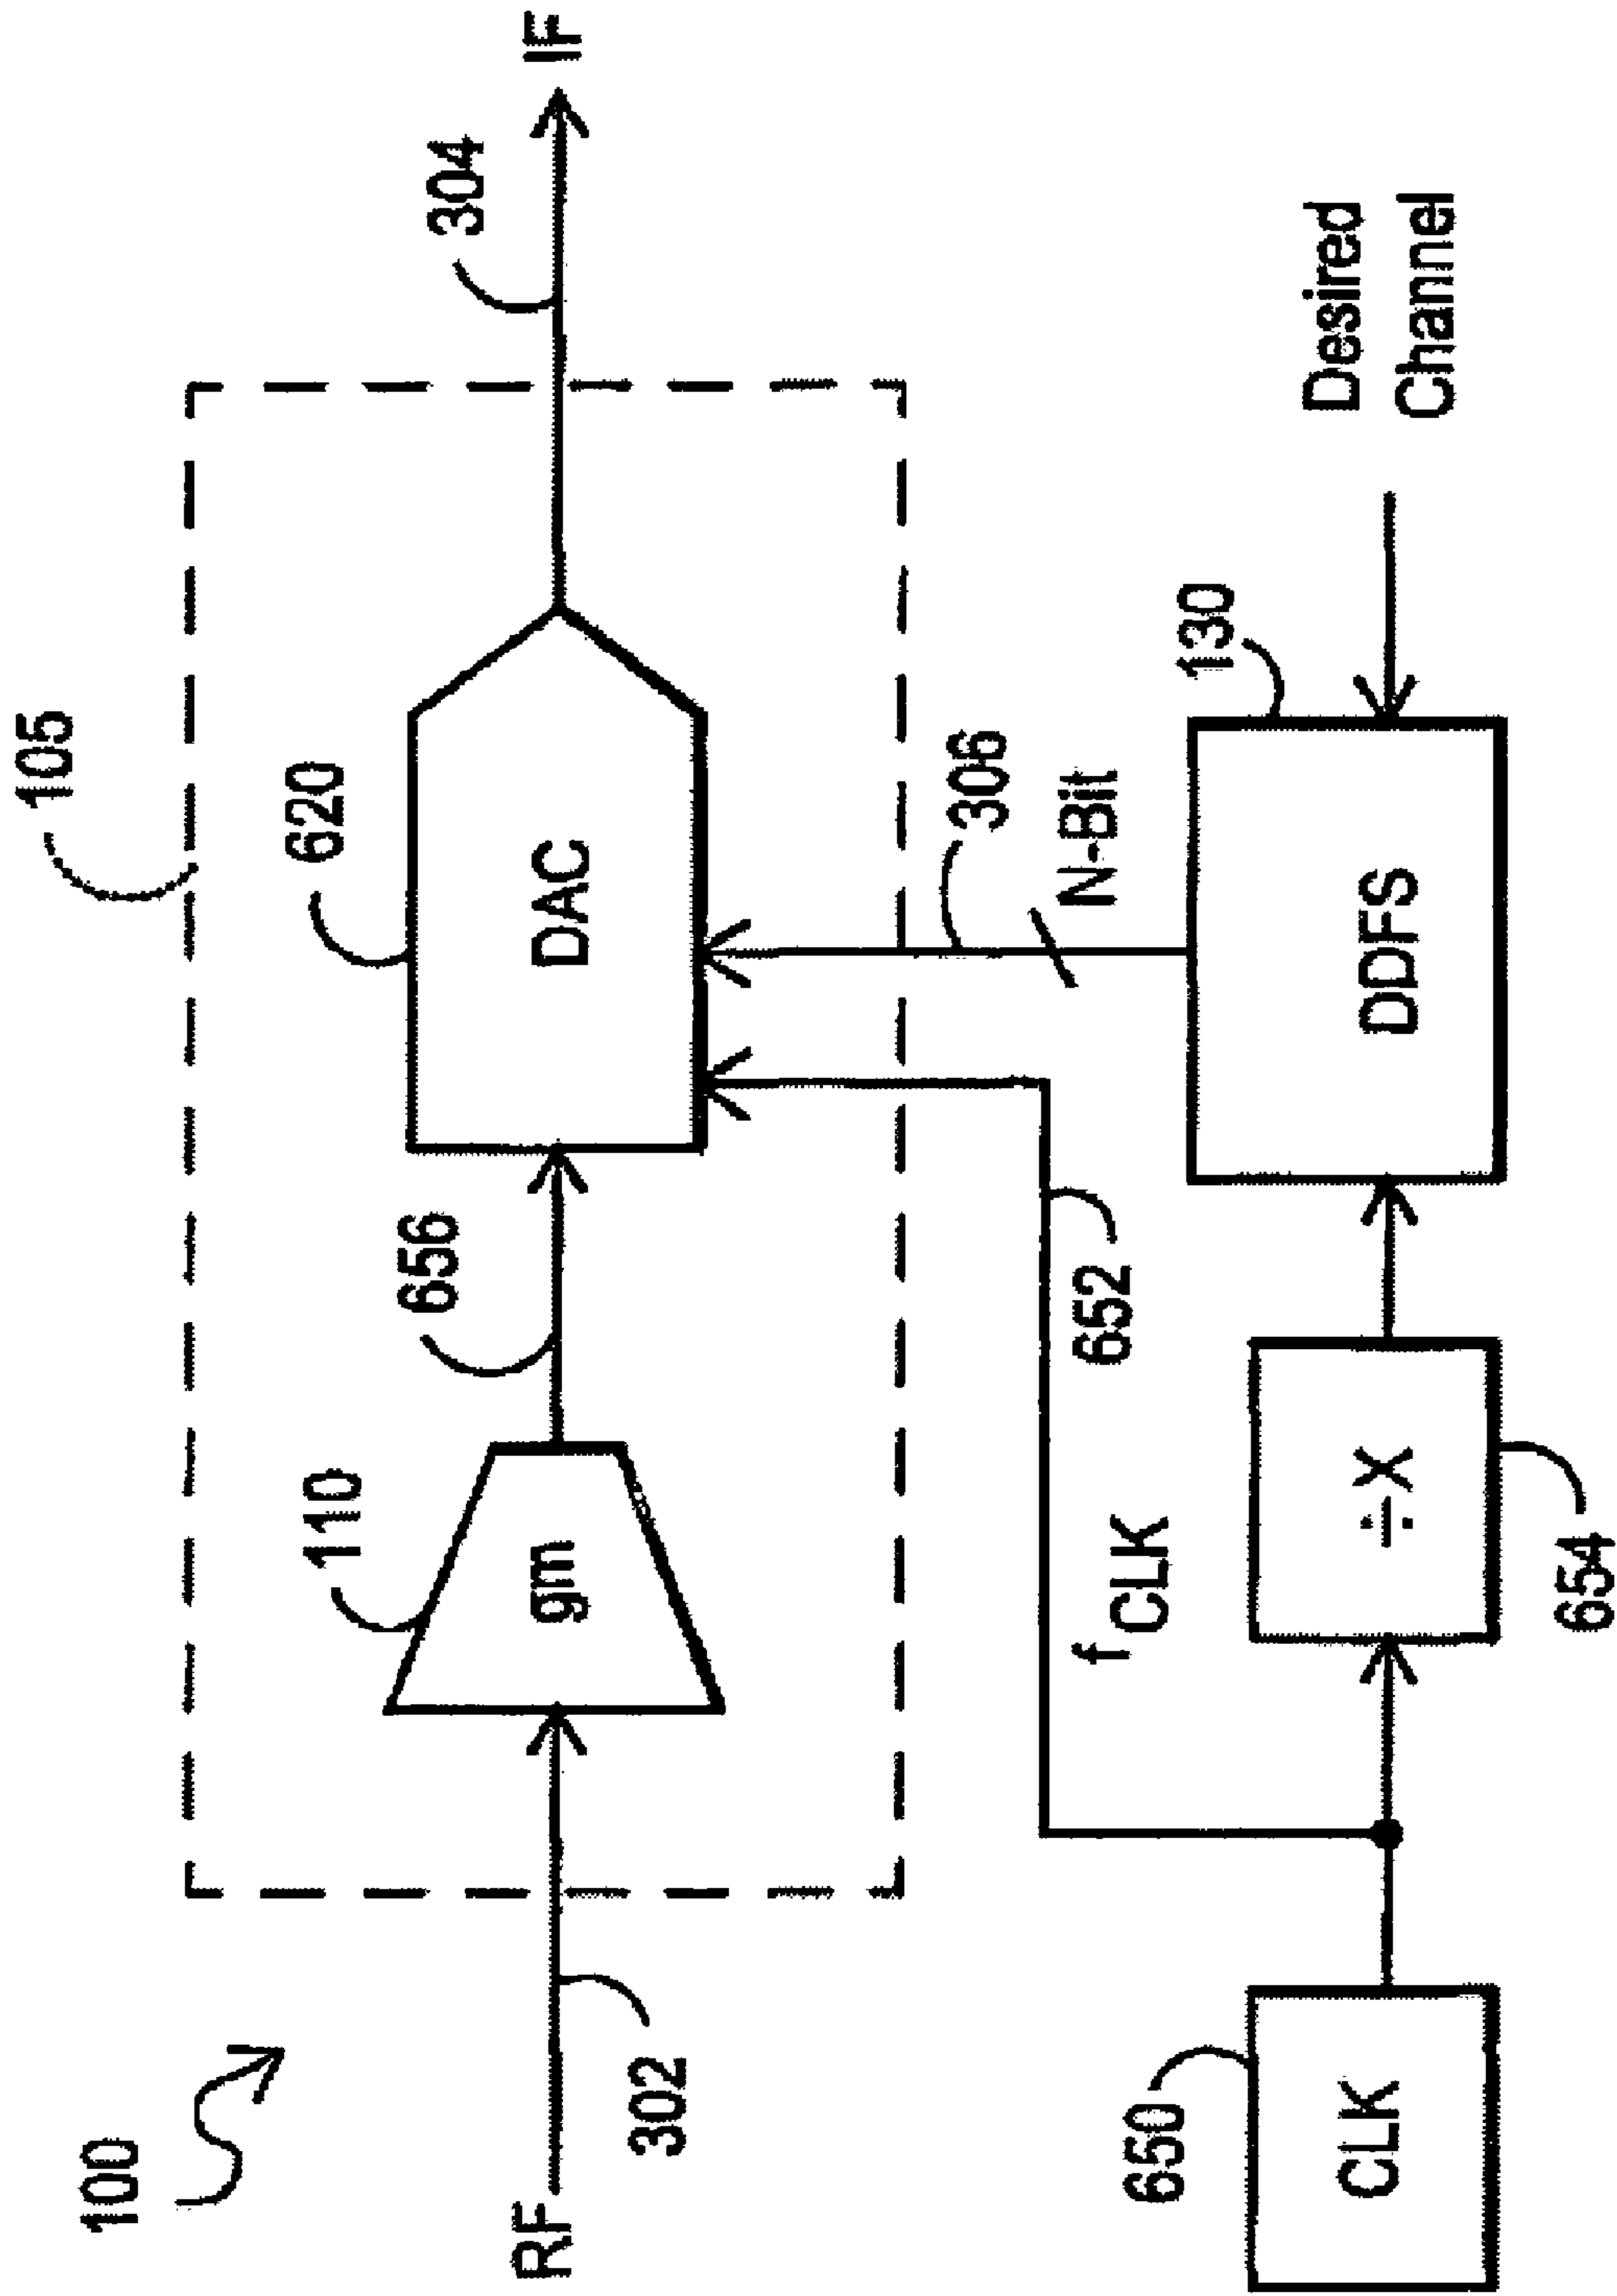 100
105
RF
302
110
gm
656
620
DAC
304
IF
652
306
N-Bit
fCLK
650
CLK
÷X
654
DDFS
130
Desired
Channel